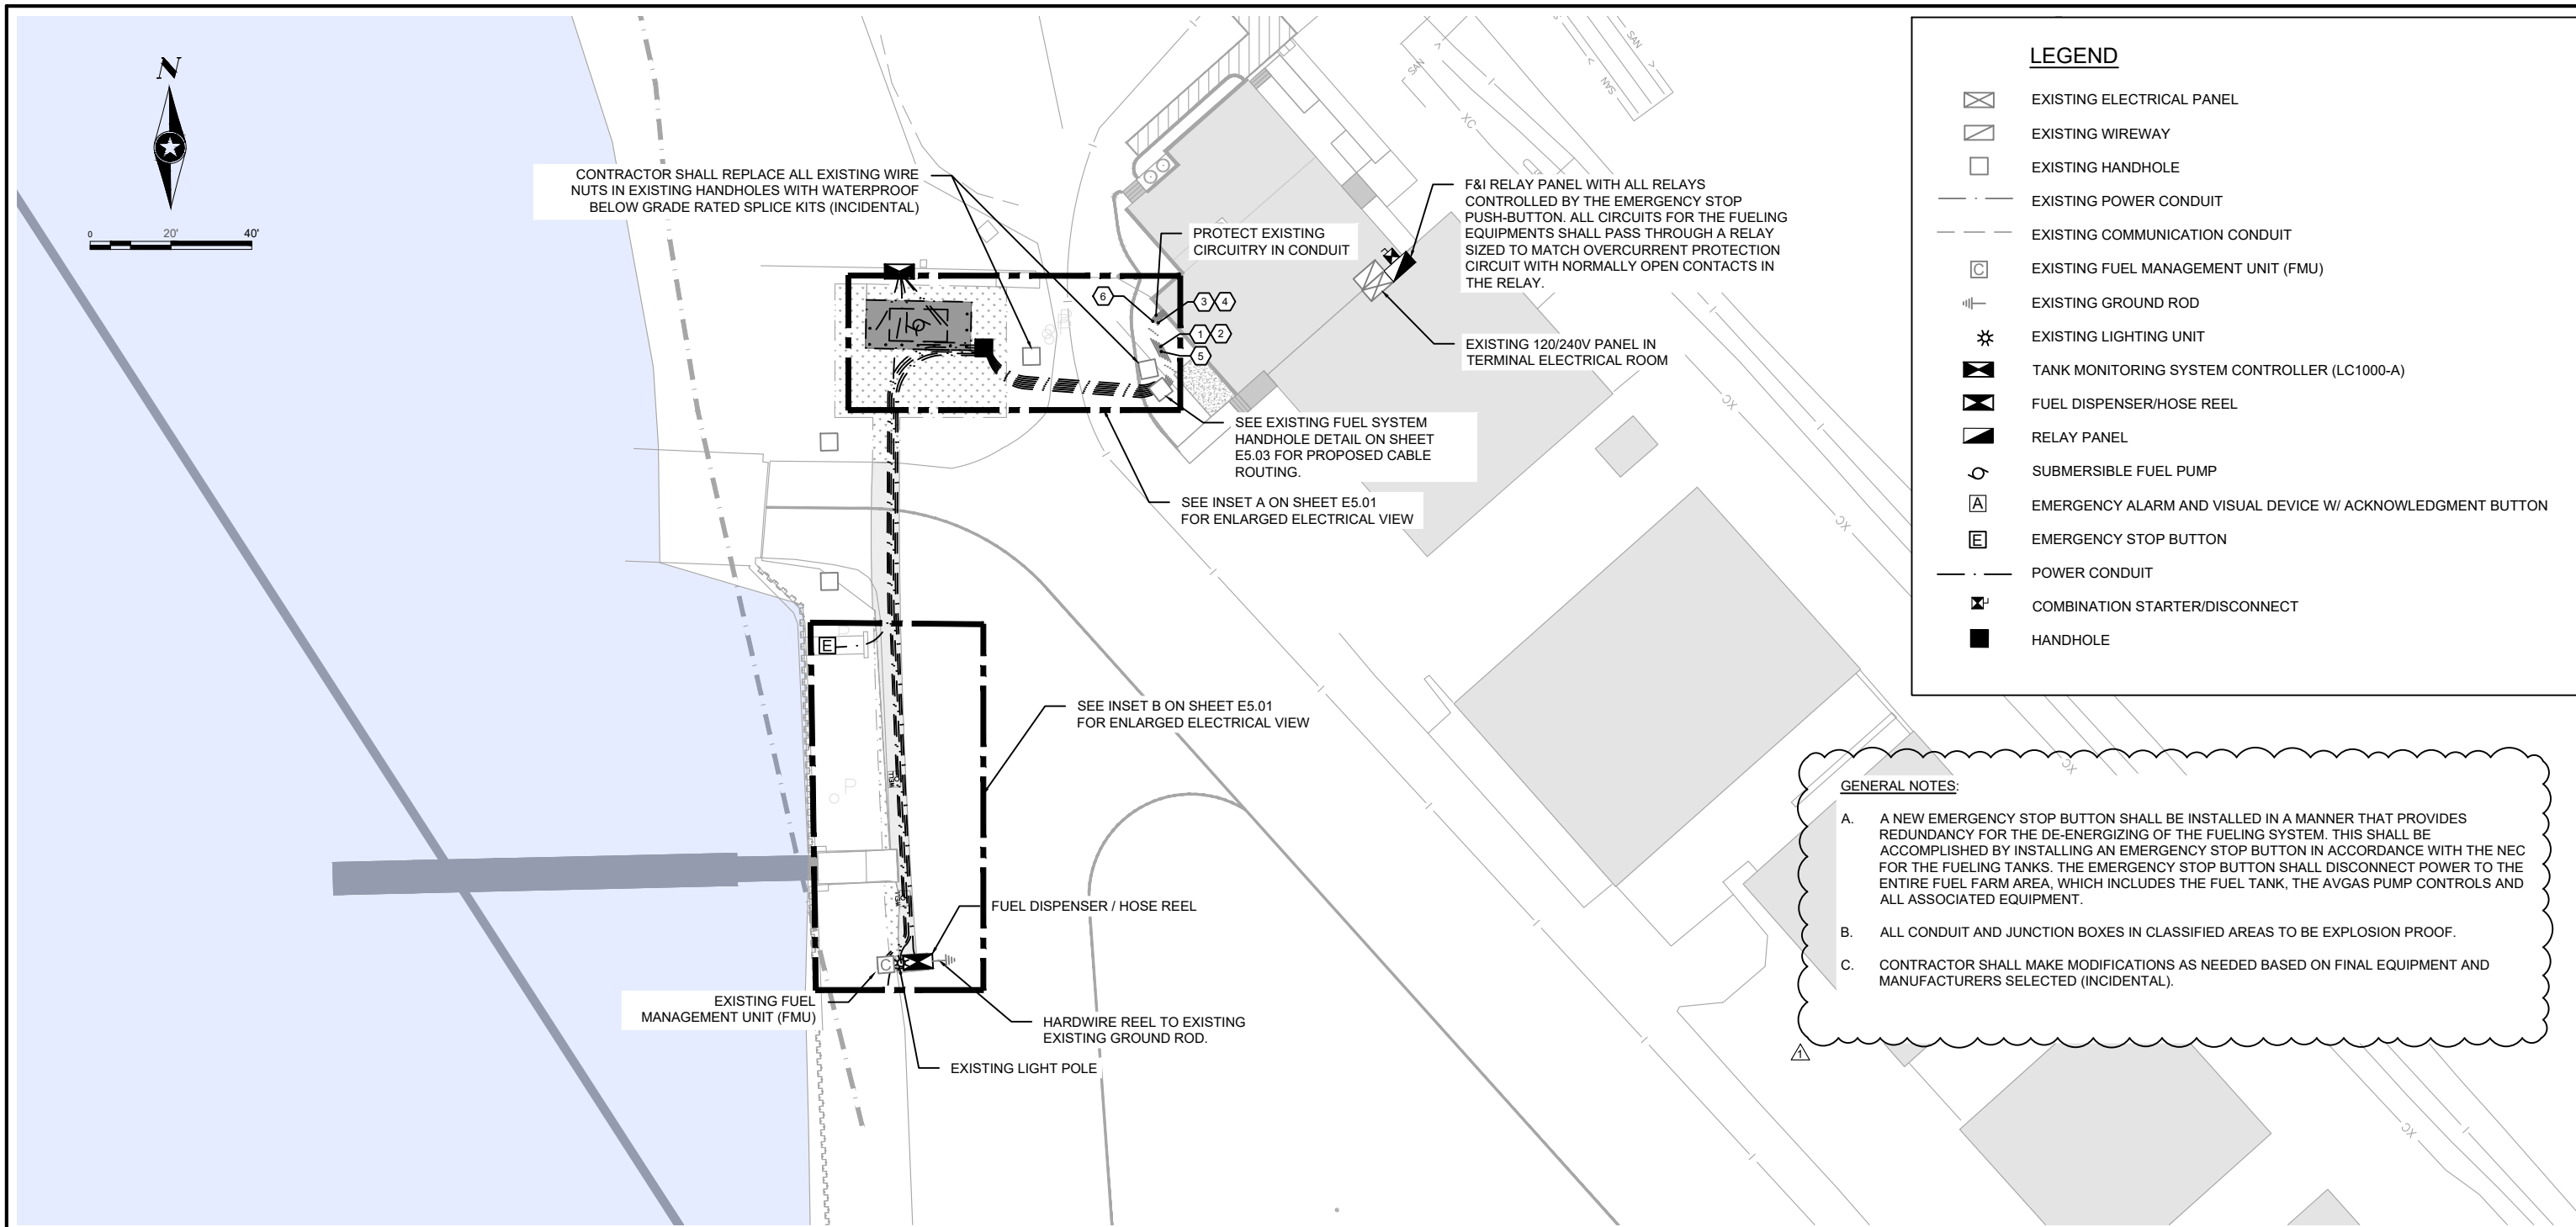 N
0
20'
40'
CONTRACTOR SHALL REPLACE ALL EXISTING WIRE
NUTS IN EXISTING HANDHOLES WITH WATERPROOF
BELOW GRADE RATED SPLICE KITS (INCIDENTAL)
PROTECT EXISTING
CIRCUITRY IN CONDUIT
F&I RELAY PANEL WITH ALL RELAYS
CONTROLLED BY THE EMERGENCY STOP
PUSH-BUTTON. ALL CIRCUITS FOR THE FUELING
EQUIPMENTS SHALL PASS THROUGH A RELAY
SIZED TO MATCH OVERCURRENT PROTECTION
CIRCUIT WITH NORMALLY OPEN CONTACTS IN
THE RELAY.
6
3 4
1 2
5
EXISTING 120/240V PANEL IN
TERMINAL ELECTRICAL ROOM
SEE EXISTING FUEL SYSTEM
HANDHOLE DETAIL ON SHEET
E5.03 FOR PROPOSED CABLE
ROUTING.
SEE INSET A ON SHEET E5.01
FOR ENLARGED ELECTRICAL VIEW
E
P
SEE INSET B ON SHEET E5.01
FOR ENLARGED ELECTRICAL VIEW
P
FUEL DISPENSER / HOSE REEL
C
EXISTING FUEL
MANAGEMENT UNIT (FMU)
HARDWIRE REEL TO EXISTING
EXISTING GROUND ROD.
EXISTING LIGHT POLE
SAN
SAN
SAN
XC
XC
XC
XC
XC
LEGEND
EXISTING ELECTRICAL PANEL
EXISTING WIREWAY
EXISTING HANDHOLE
EXISTING POWER CONDUIT
EXISTING COMMUNICATION CONDUIT
C EXISTING FUEL MANAGEMENT UNIT (FMU)
EXISTING GROUND ROD
EXISTING LIGHTING UNIT
TANK MONITORING SYSTEM CONTROLLER (LC1000-A)
FUEL DISPENSER/HOSE REEL
RELAY PANEL
SUBMERSIBLE FUEL PUMP
A EMERGENCY ALARM AND VISUAL DEVICE W/ ACKNOWLEDGMENT BUTTON
E EMERGENCY STOP BUTTON
POWER CONDUIT
COMBINATION STARTER/DISCONNECT
HANDHOLE
GENERAL NOTES:
A. A NEW EMERGENCY STOP BUTTON SHALL BE INSTALLED IN A MANNER THAT PROVIDES
REDUNDANCY FOR THE DE-ENERGIZING OF THE FUELING SYSTEM. THIS SHALL BE
ACCOMPLISHED BY INSTALLING AN EMERGENCY STOP BUTTON IN ACCORDANCE WITH THE NEC
FOR THE FUELING TANKS. THE EMERGENCY STOP BUTTON SHALL DISCONNECT POWER TO THE
ENTIRE FUEL FARM AREA, WHICH INCLUDES THE FUEL TANK, THE AVGAS PUMP CONTROLS AND
ALL ASSOCIATED EQUIPMENT.
B. ALL CONDUIT AND JUNCTION BOXES IN CLASSIFIED AREAS TO BE EXPLOSION PROOF.
C. CONTRACTOR SHALL MAKE MODIFICATIONS AS NEEDED BASED ON FINAL EQUIPMENT AND
MANUFACTURERS SELECTED (INCIDENTAL).
1